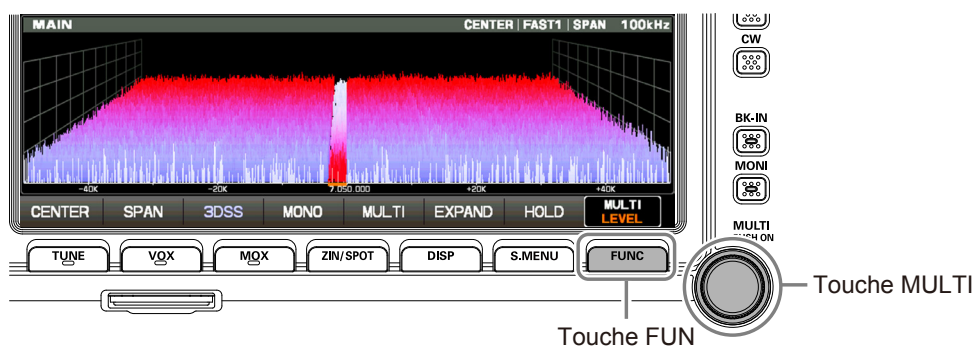 MAIN CENTER | FAST1 | SPAN 100kHz
-40K -20K 7.050.000 +20K +40K
CENTER SPAN 3DSS MONO MULTI EXPAND HOLD MULTI LEVEL
TUNE VOX MOX ZIN/SPOT DISP S.MENU FUNC
CW
BK-IN
MONI
MULTI
PUSH ON
Touche MULTI
Touche FUN